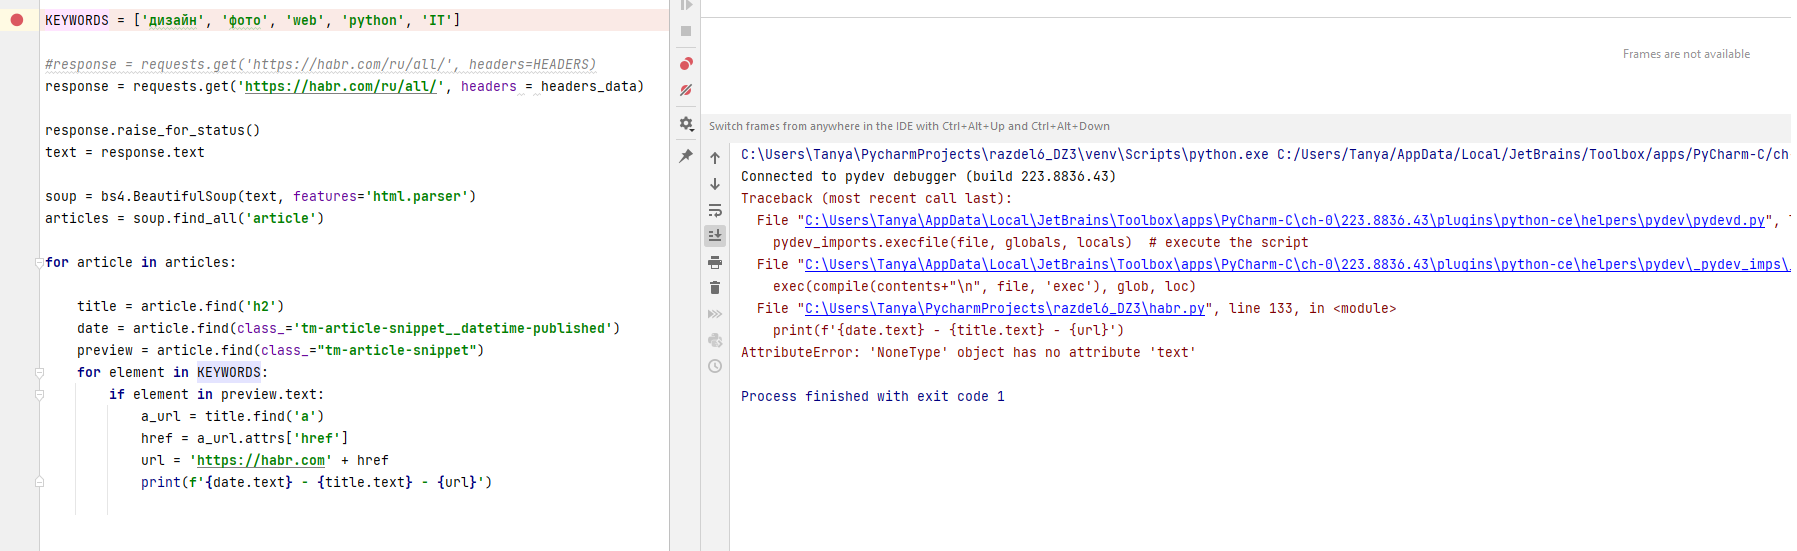 KEYWORDS = ['дизайн', 'фото', 'web', 'python', 'IT']
#response = requests.get('https://habr.com/ru/all/', headers=HEADERS)
response = requests.get('https://habr.com/ru/all/', headers = headers_data)
response.raise_for_status()
text = response.text
soup = bs4.BeautifulSoup(text, features='html.parser')
articles = soup.find_all('article')
for article in articles:
title = article.find('h2')
date = article.find(class_='tm-article-snippet__datetime-published')
preview = article.find(class_="tm-article-snippet")
for element in KEYWORDS:
if element in preview.text:
a_url = title.find('a')
href = a_url.attrs['href']
url = 'https://habr.com' + href
print(f'{date.text} - {title.text} - {url}')
Frames are not available
Switch frames from anywhere in the IDE with Ctrl+Alt+Up and Ctrl+Alt+Down
C:\Users\Tanya\PycharmProjects\razdel6_DZ3\venv\Scripts\python.exe C:/Users/Tanya/AppData/Local/JetBrains/Toolbox/apps/PyCharm-C/ch
Connected to pydev debugger (build 223.8836.43)
Traceback (most recent call last):
File "C:\Users\Tanya\AppData\Local\JetBrains\Toolbox\apps\PyCharm-C\ch-0\223.8836.43\plugins\python-ce\helpers\pydev\pydevd.py",
pydev_imports.execfile(file, globals, locals)  # execute the script
File "C:\Users\Tanya\AppData\Local\JetBrains\Toolbox\apps\PyCharm-C\ch-0\223.8836.43\plugins\python-ce\helpers\pydev\_pydev_imps\
exec(compile(contents+"\n", file, 'exec'), glob, loc)
File "C:\Users\Tanya\PycharmProjects\razdel6_DZ3\habr.py", line 133, in <module>
print(f'{date.text} - {title.text} - {url}')
AttributeError: 'NoneType' object has no attribute 'text'
Process finished with exit code 1